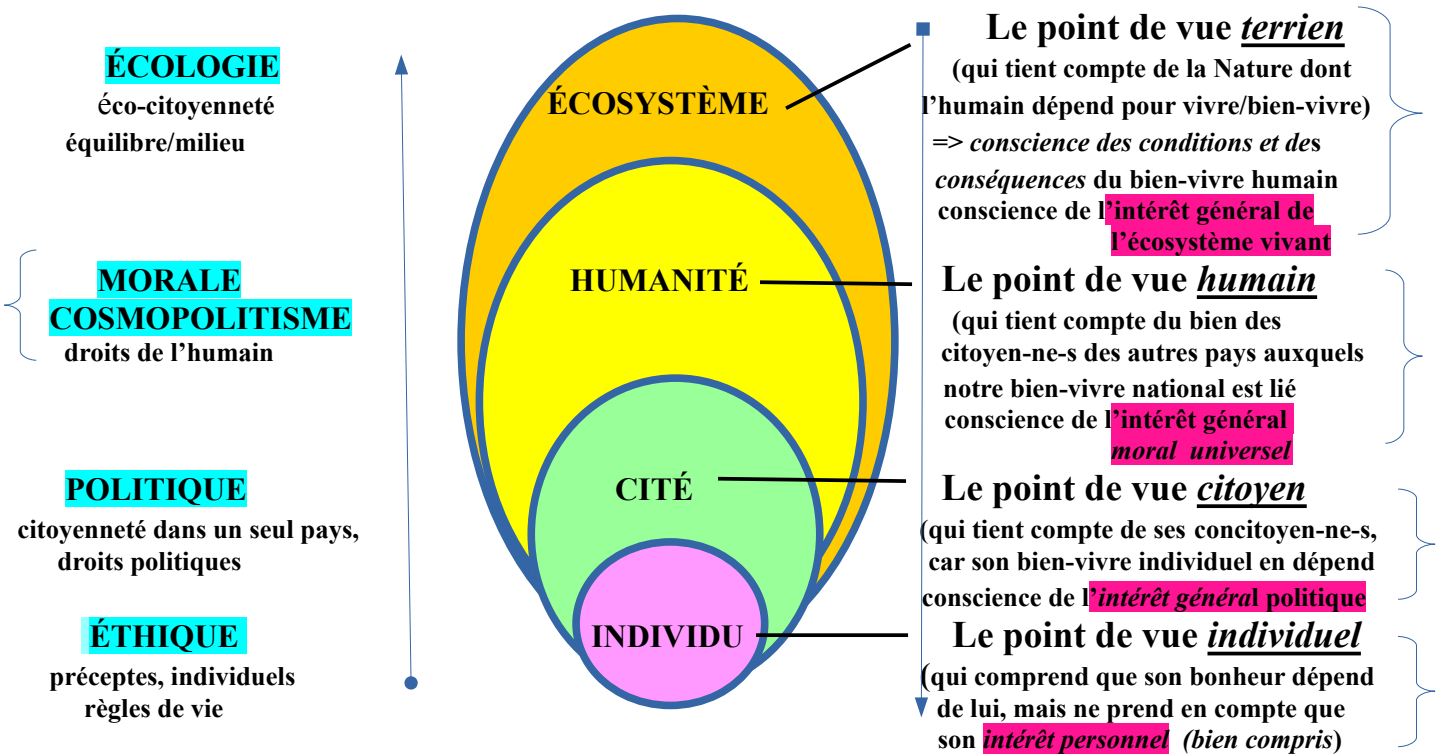 ÉCOLOGIE
éco-citoyenneté
équilibre/milieu
MORALE
COSMOPOLITISME
droits de l'humain
POLITIQUE
citoyenneté dans un seul pays,
droits politiques
ÉTHIQUE
préceptes, individuels
règles de vie
ÉCOSYSTÈME
HUMANITÉ
CITÉ
INDIVIDU
Le point de vue terrien
(qui tient compte de la Nature dont
l'humain dépend pour vivre/bien-vivre)
=> conscience des conditions et des
conséquences du bien-vivre humain
conscience de l'intérêt général de
l'écosystème vivant
Le point de vue humain
(qui tient compte du bien des
citoyen-ne-s des autres pays auxquels
notre bien-vivre national est lié
conscience de l'intérêt général
moral universel
Le point de vue citoyen
(qui tient compte de ses concitoyen-ne-s,
car son bien-vivre individuel en dépend
conscience de l'intérêt général politique
Le point de vue individuel
(qui comprend que son bonheur dépend
de lui, mais ne prend en compte que
son intérêt personnel (bien compris)